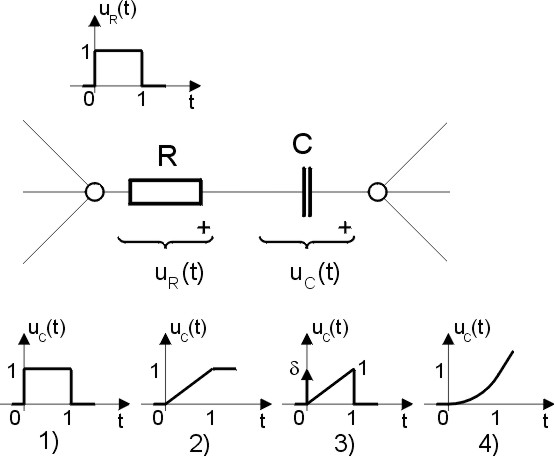 u_R(t)
1
0 1 t
R C
+ +
u_R(t) u_C(t)
u_C(t) u_C(t) u_C(t) u_C(t)
1 1 δ 1 1
0 1 t 0 1 t 0 1 t 0 1 t
1) 2) 3) 4)